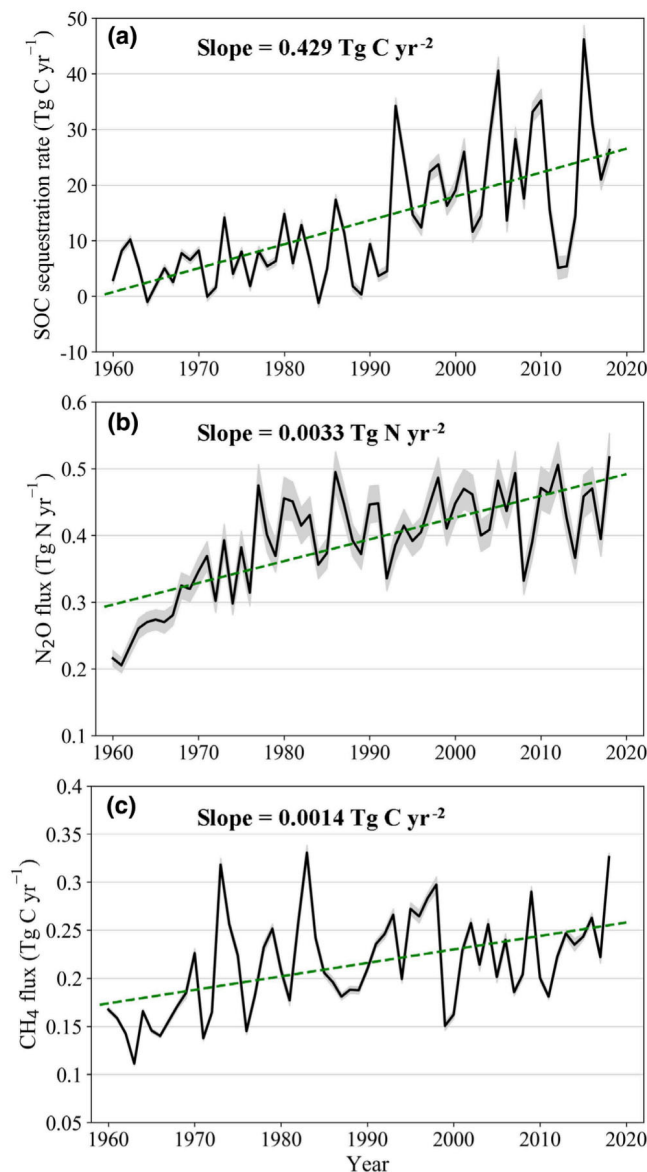 (a)
Slope = 0.429 Tg C yr⁻²
SOC sequestration rate (Tg C yr⁻¹)
50
40
30
20
10
0
-10
1960 1970 1980 1990 2000 2010 2020
(b)
Slope = 0.0033 Tg N yr⁻²
N₂O flux (Tg N yr⁻¹)
0.6
0.5
0.4
0.3
0.2
0.1
1960 1970 1980 1990 2000 2010 2020
(c)
Slope = 0.0014 Tg C yr⁻²
CH₄ flux (Tg C yr⁻¹)
0.4
0.35
0.3
0.25
0.2
0.15
0.1
0.05
1960 1970 1980 1990 2000 2010 2020
Year